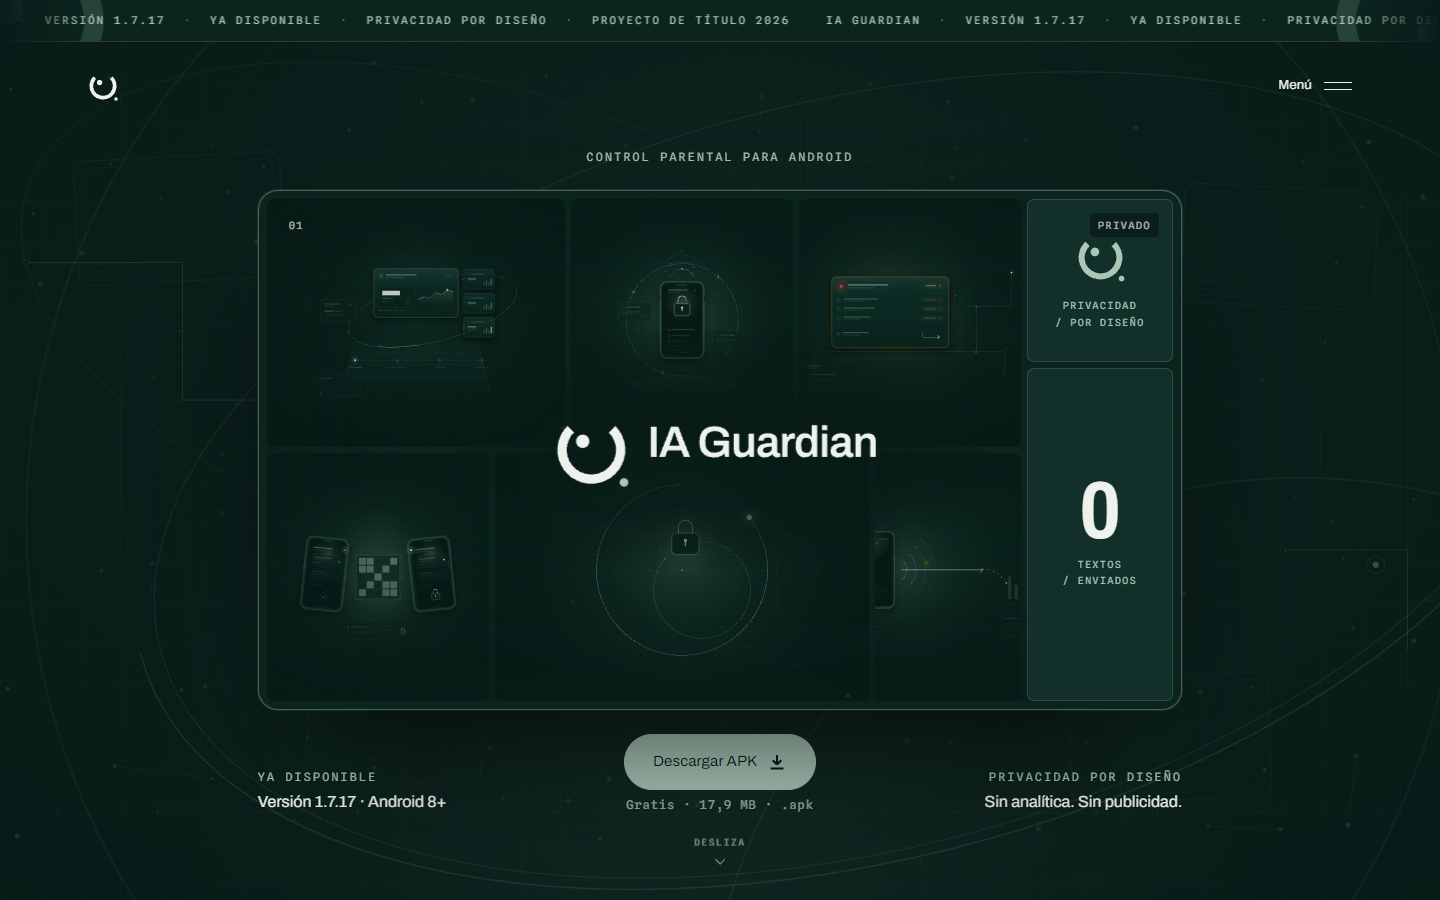 VERSIÓN 1.7.17 · YA DISPONIBLE · PRIVACIDAD POR DISEÑO · PROYECTO DE TÍTULO 2026 IA GUARDIAN · VERSIÓN 1.7.17 · YA DISPONIBLE · PRIVACIDAD POR
Menú
CONTROL PARENTAL PARA ANDROID
01
PRIVADO
PRIVACIDAD
/ POR DISEÑO
IA Guardian
0
TEXTOS
/ ENVIADOS
Descargar APK
Gratis · 17,9 MB · .apk
YA DISPONIBLE
Versión 1.7.17 · Android 8+
PRIVACIDAD POR DISEÑO
Sin analítica. Sin publicidad.
DESLIZA